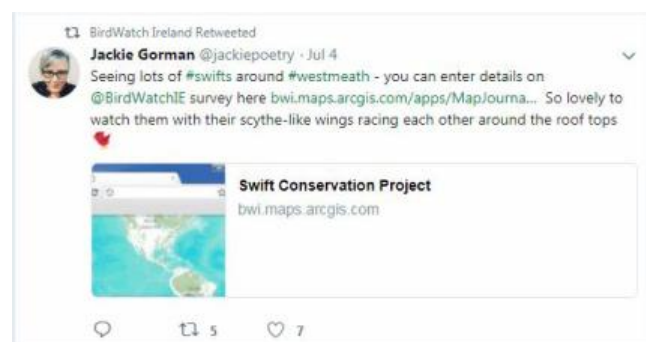 BirdWatch Ireland Retweeted
Jackie Gorman @jackiepoetry · Jul 4
Seeing lots of #swifts around #westmeath - you can enter details on
@BirdWatchIE survey here bwi.maps.arcgis.com/apps/MapJourna... So lovely to
watch them with their scythe-like wings racing each other around the roof tops
Swift Conservation Project
bwi.maps.arcgis.com
5 7